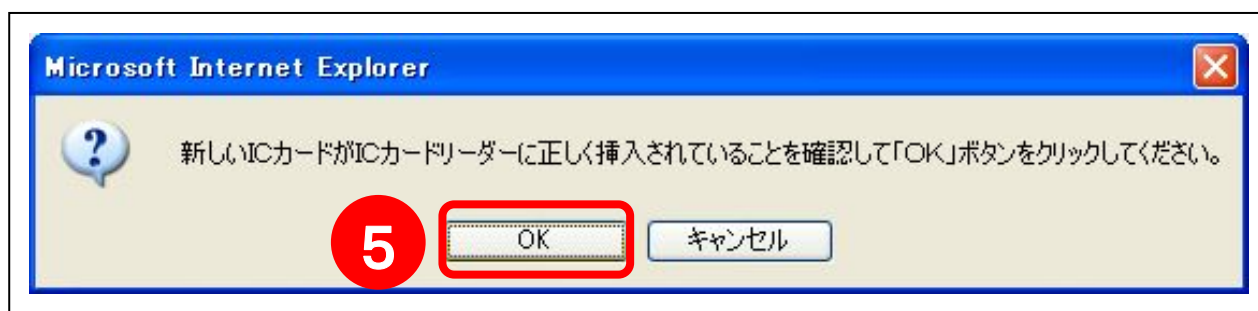 Microsoft Internet Explorer
新しいICカードがICカードリーダーに正しく挿入されていることを確認して「OK」ボタンをクリックしてください。
5
OK
キャンセル